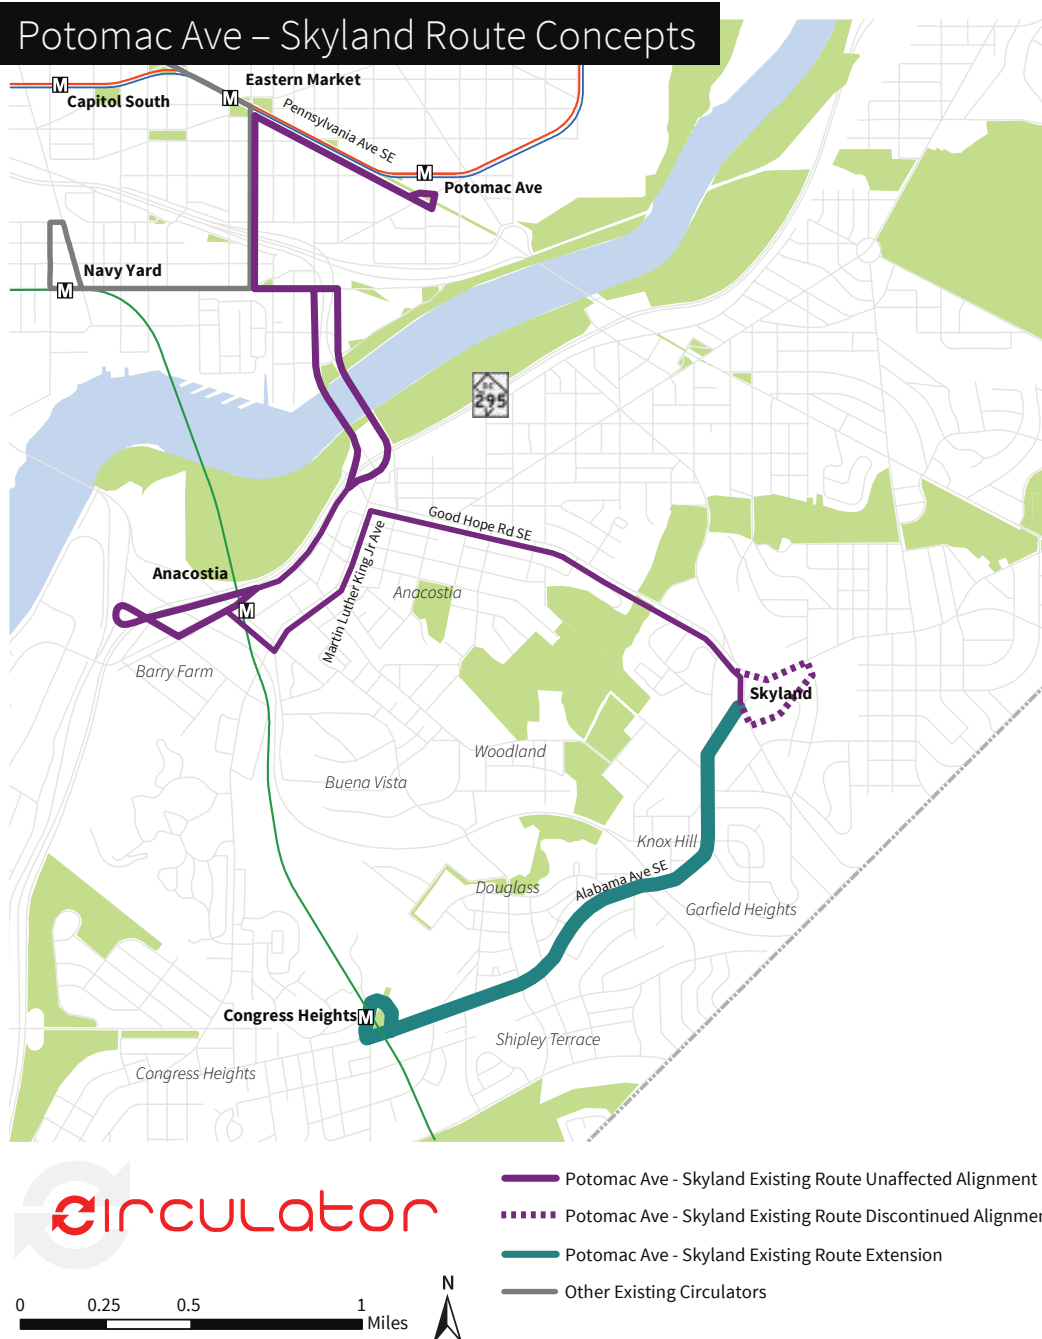 Potomac Ave – Skyland Route Concepts
M
Capitol South
M
Eastern Market
Pennsylvania Ave SE
M
Potomac Ave
Navy Yard
M
DC
295
Good Hope Rd SE
Martin Luther King Jr Ave
Anacostia
M
Anacostia
Barry Farm
Skyland
Woodland
Buena Vista
Knox Hill
Alabama Ave SE
Douglass
Garfield Heights
Congress Heights
M
Shipley Terrace
Congress Heights
circulator
Potomac Ave - Skyland Existing Route Unaffected Alignment
Potomac Ave - Skyland Existing Route Discontinued Alignme
Potomac Ave - Skyland Existing Route Extension
Other Existing Circulators
N
0 0.25 0.5 1
Miles